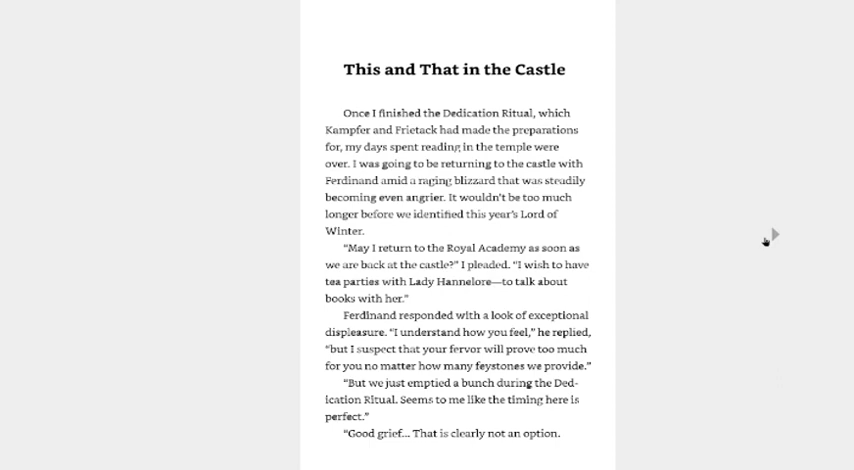 This and That in the Castle
Once I finished the Dedication Ritual, which
Kampfer and Frietack had made the preparations
for, my days spent reading in the temple were
over. I was going to be returning to the castle with
Ferdinand amid a raging blizzard that was steadily
becoming even angrier. It wouldn't be too much
longer before we identified this year's Lord of
Winter.
“May I return to the Royal Academy as soon as
we are back at the castle?” I pleaded. “I wish to have
tea parties with Lady Hannelore—to talk about
books with her.”
Ferdinand responded with a look of exceptional
displeasure. “I understand how you feel,” he replied,
“but I suspect that your fervor will prove too much
for you no matter how many feystones we provide.”
“But we just emptied a bunch during the Ded-
ication Ritual. Seems to me like the timing here is
perfect.”
“Good grief... That is clearly not an option.